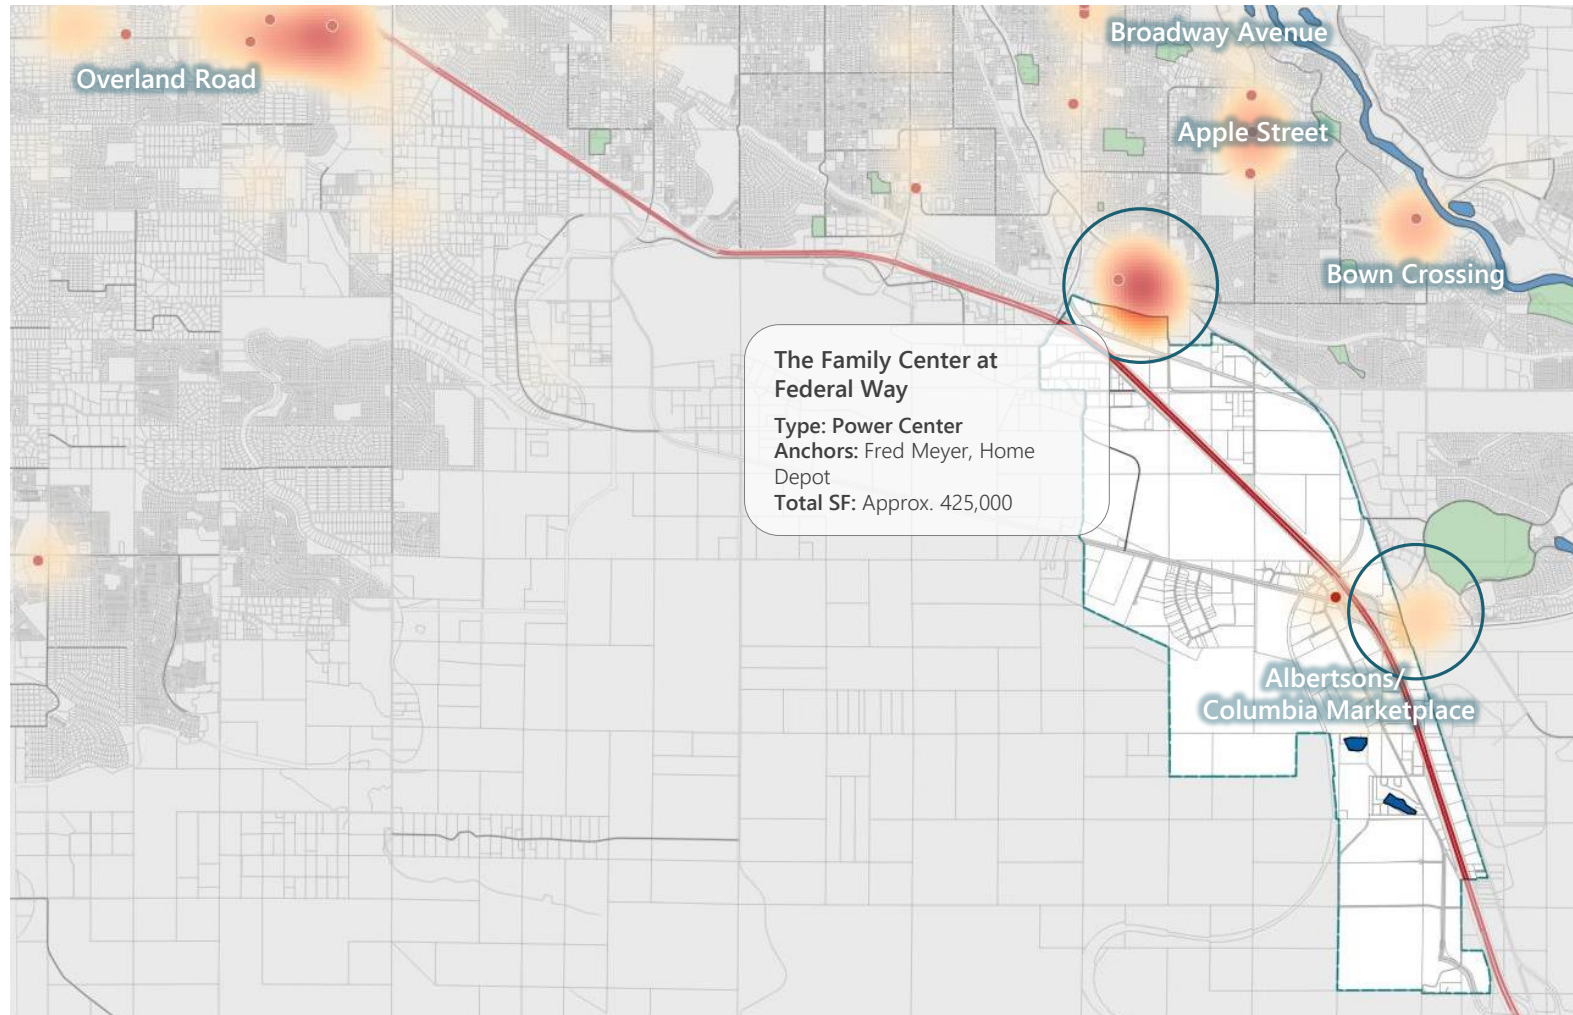 Broadway Avenue
Overland Road
Apple Street
Bown Crossing
The Family Center at
Federal Way
Type: Power Center
Anchors: Fred Meyer, Home
Depot
Total SF: Approx. 425,000
Albertsons/
Columbia Marketplace